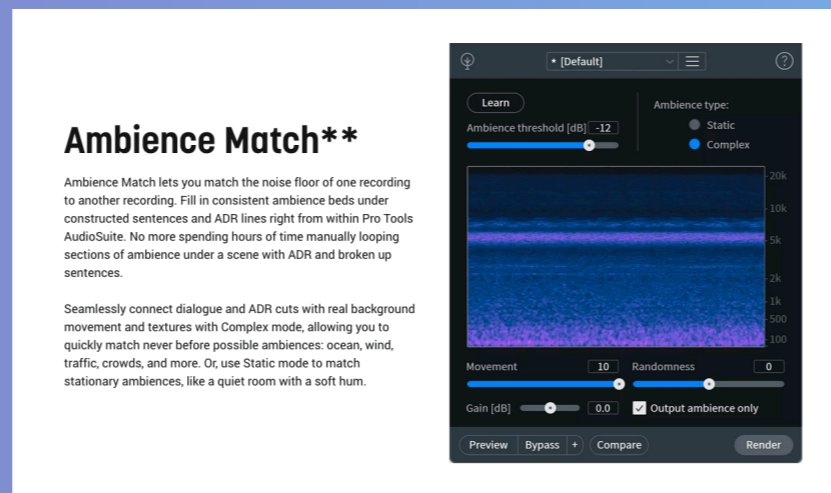 Ambience Match**
Ambience Match lets you match the noise floor of one recording
to another recording. Fill in consistent ambience beds under
constructed sentences and ADR lines right from within Pro Tools
AudioSuite. No more spending hours of time manually looping
sections of ambience under a scene with ADR and broken up
sentences.
Seamlessly connect dialogue and ADR cuts with real background
movement and textures with Complex mode, allowing you to
quickly match never before possible ambiences: ocean, wind,
traffic, crowds, and more. Or, use Static mode to match
stationary ambiences, like a quiet room with a soft hum.
* [Default]
?
Learn
Ambience threshold [dB] -12
Ambience type:
Static
Complex
20k
10k
5k
2k
1k
500
100
Movement 10 Randomness 0
Gain [dB] 0.0 Output ambience only
Preview Bypass + Compare Render